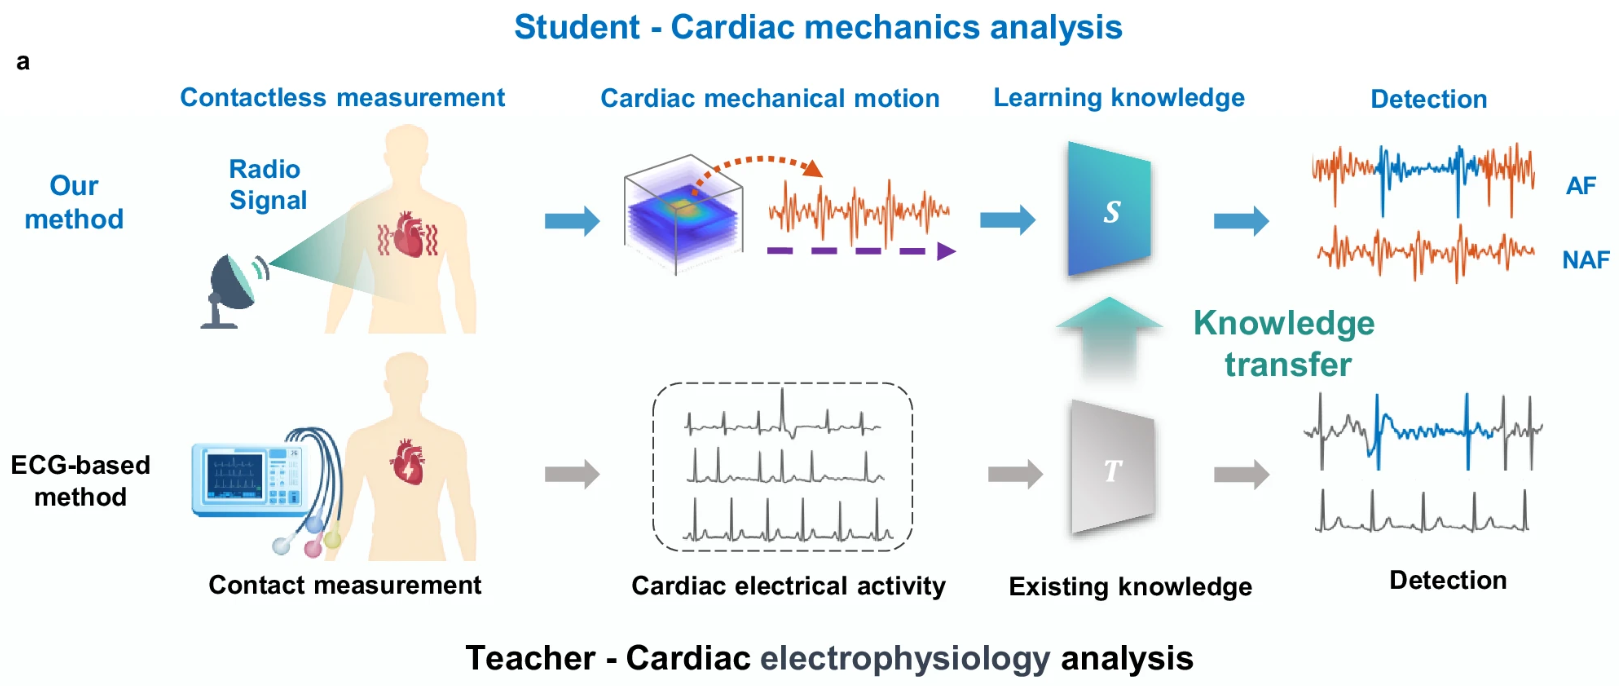 Student - Cardiac mechanics analysis
a
Contactless measurement
Cardiac mechanical motion
Learning knowledge
Detection
Our
method
Radio
Signal
S
AF
NAF
Knowledge
transfer
ECG-based
method
T
Contact measurement
Cardiac electrical activity
Existing knowledge
Detection
Teacher - Cardiac electrophysiology analysis